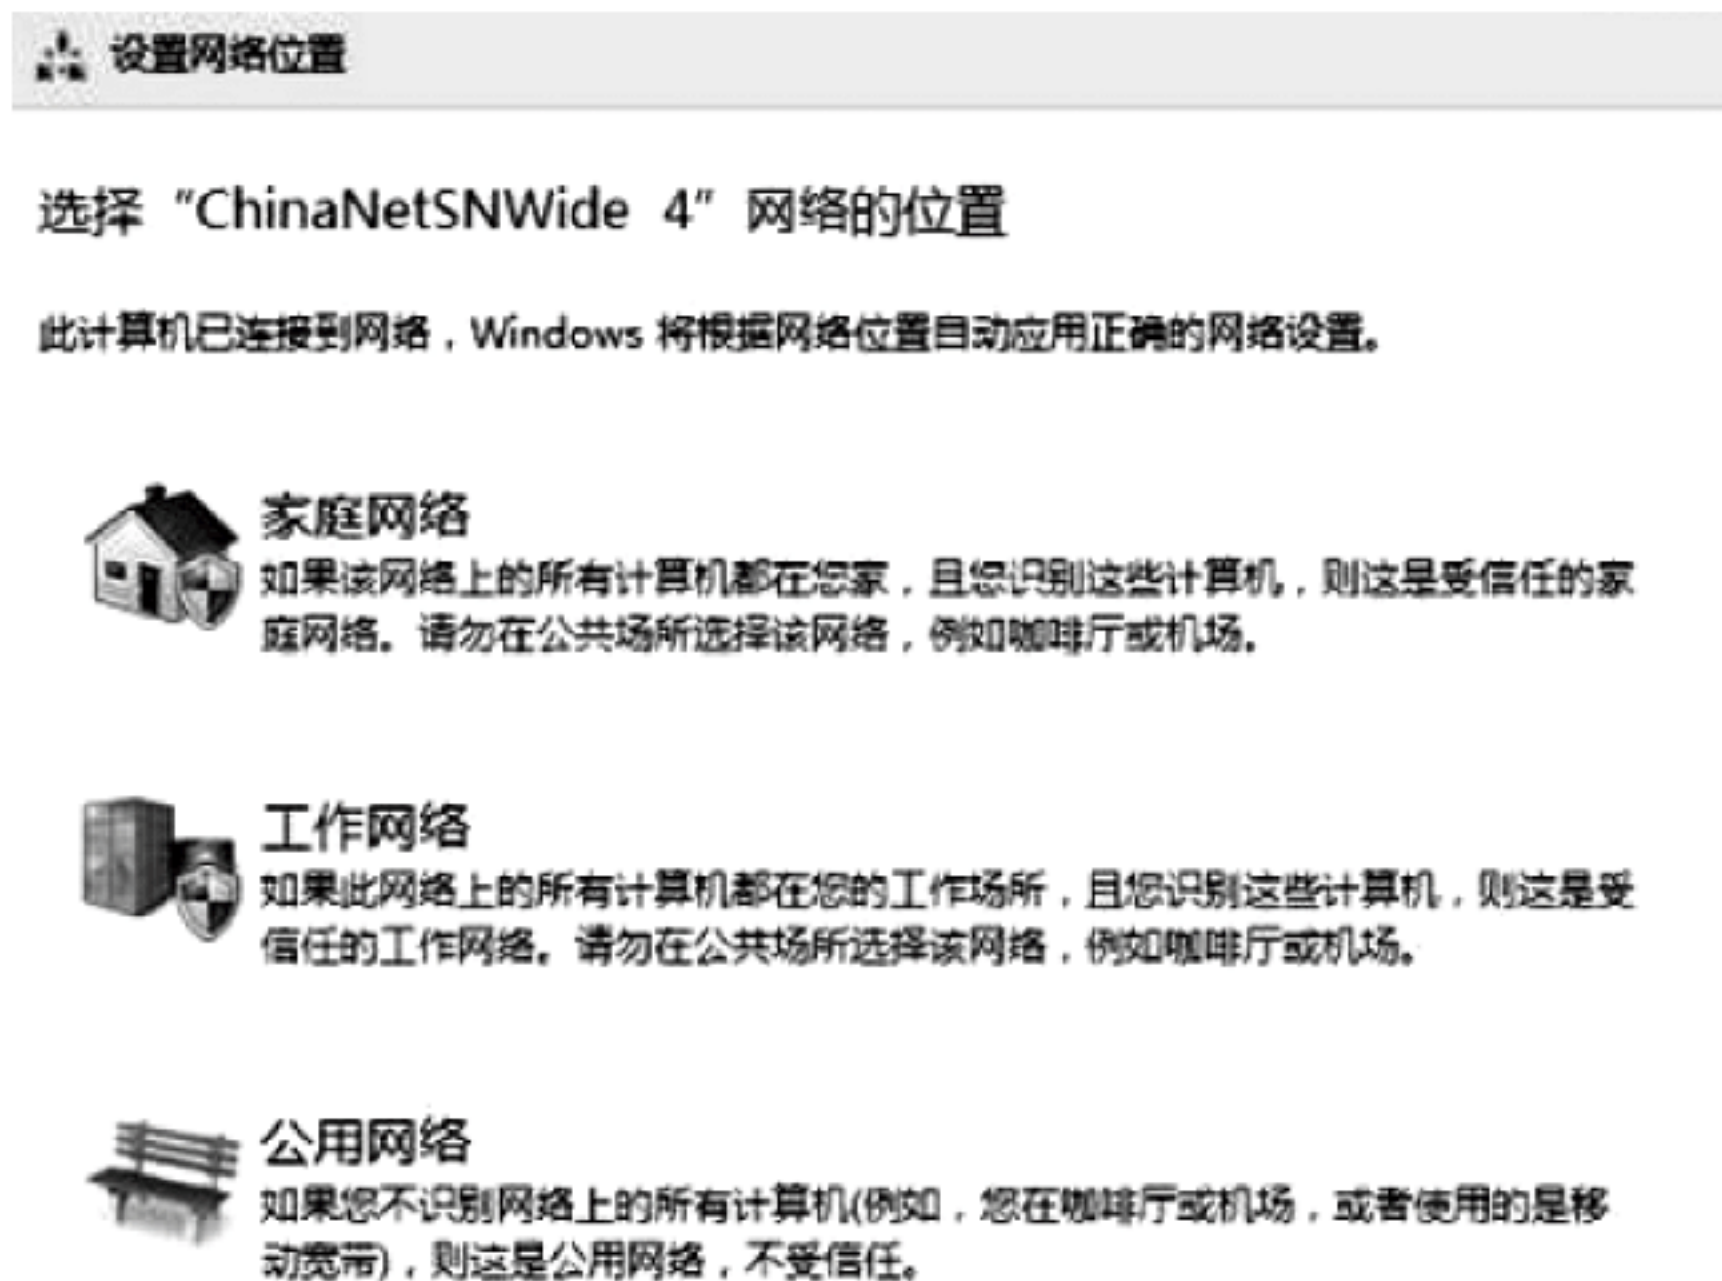 设置网络位置
选择“ChinaNetSNWide 4”网络的位置
此计算机已连接到网络，Windows 将根据网络位置自动应用正确的网络设置。
家庭网络
如果该网络上的所有计算机都在您家，且您识别这些计算机，则这是受信任的家
庭网络。请勿在公共场所选择该网络，例如咖啡厅或机场。
工作网络
如果此网络上的所有计算机都在您的工作场所，且您识别这些计算机，则这是受
信任的工作网络。请勿在公共场所选择该网络，例如咖啡厅或机场。
公用网络
如果您不识别网络上的所有计算机(例如，您在咖啡厅或机场，或者使用的是移
动宽带)，则这是公用网络，不受信任。